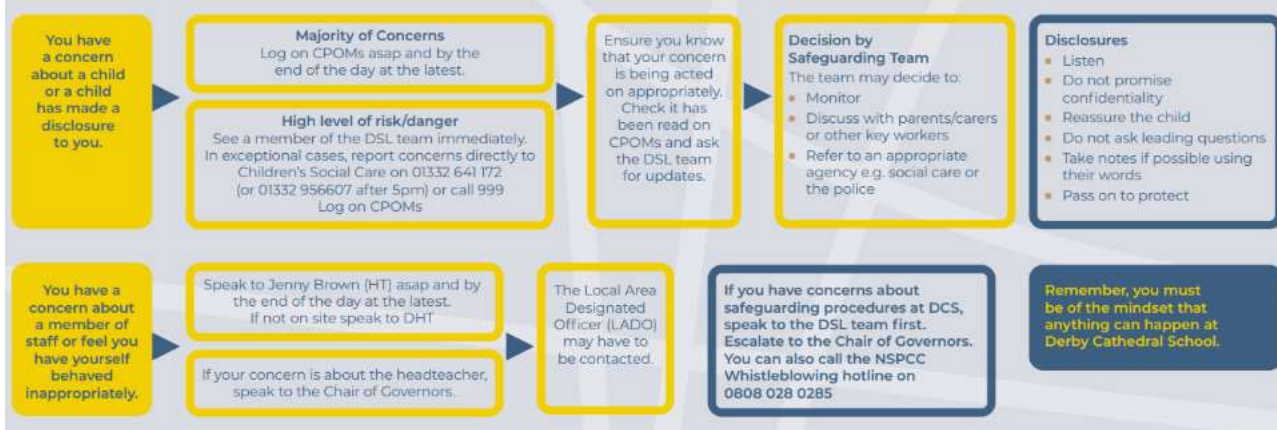 You have
a concern
about a child
or a child
has made a
disclosure
to you.
Majority of Concerns
Log on CPOMs asap and by the
end of the day at the latest.
High level of risk/danger
See a member of the DSL team immediately.
In exceptional cases, report concerns directly to
Children's Social Care on 01332 641 172
(or 01332 956607 after 5pm) or call 999
Log on CPOMs
Ensure you know
that your concern
is being acted
on appropriately.
Check it has
been read on
CPOMs and ask
the DSL team
for updates.
Decision by
Safeguarding Team
The team may decide to:
Monitor
Discuss with parents/carers
or other key workers
Refer to an appropriate
agency e.g. social care or
the police
Disclosures
Listen
Do not promise
confidentiality
Reassure the child
Do not ask leading questions
Take notes if possible using
their words
Pass on to protect
You have a
concern about
a member of
staff or feel you
have yourself
behaved
inappropriately.
Speak to Jenny Brown (HT) asap and by
the end of the day at the latest.
If not on site speak to DHT
If your concern is about the headteacher,
speak to the Chair of Governors.
The Local Area
Designated
Officer (LADO)
may have to
be contacted.
If you have concerns about
safeguarding procedures at DCS,
speak to the DSL team first.
Escalate to the Chair of Governors.
You can also call the NSPCC
Whistleblowing hotline on
0808 028 0285
Remember, you must
be of the mindset that
anything can happen at
Derby Cathedral School.